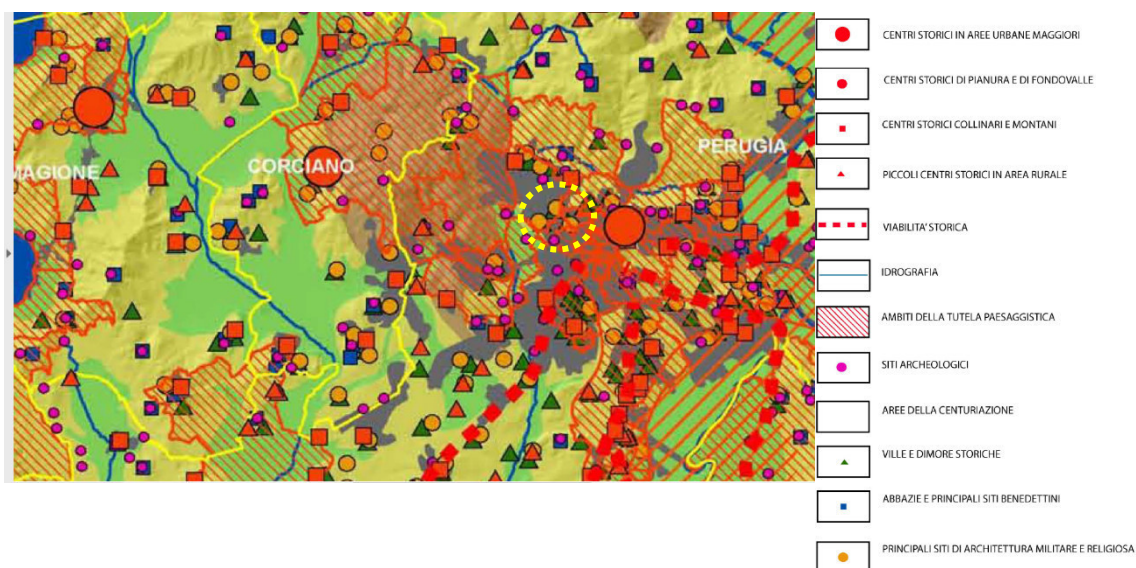 MAGIONE
CORCIANO
PERUGIA
CENTRI STORICI IN AREE URBANE MAGGIORI
CENTRI STORICI DI PIANURA E DI FONDOVALLE
CENTRI STORICI COLLINARI E MONTANI
PICCOLI CENTRI STORICI IN AREA RURALE
VIABILITA' STORICA
IDROGRAFIA
AMBITI DELLA TUTELA PAESAGGISTICA
SITI ARCHEOLOGICI
AREE DELLA CENTURIAZIONE
VILLE E DIMORE STORICHE
ABBAZIE E PRINCIPALI SITI BENEDETTINI
PRINCIPALI SITI DI ARCHITETTURA MILITARE E RELIGIOSA